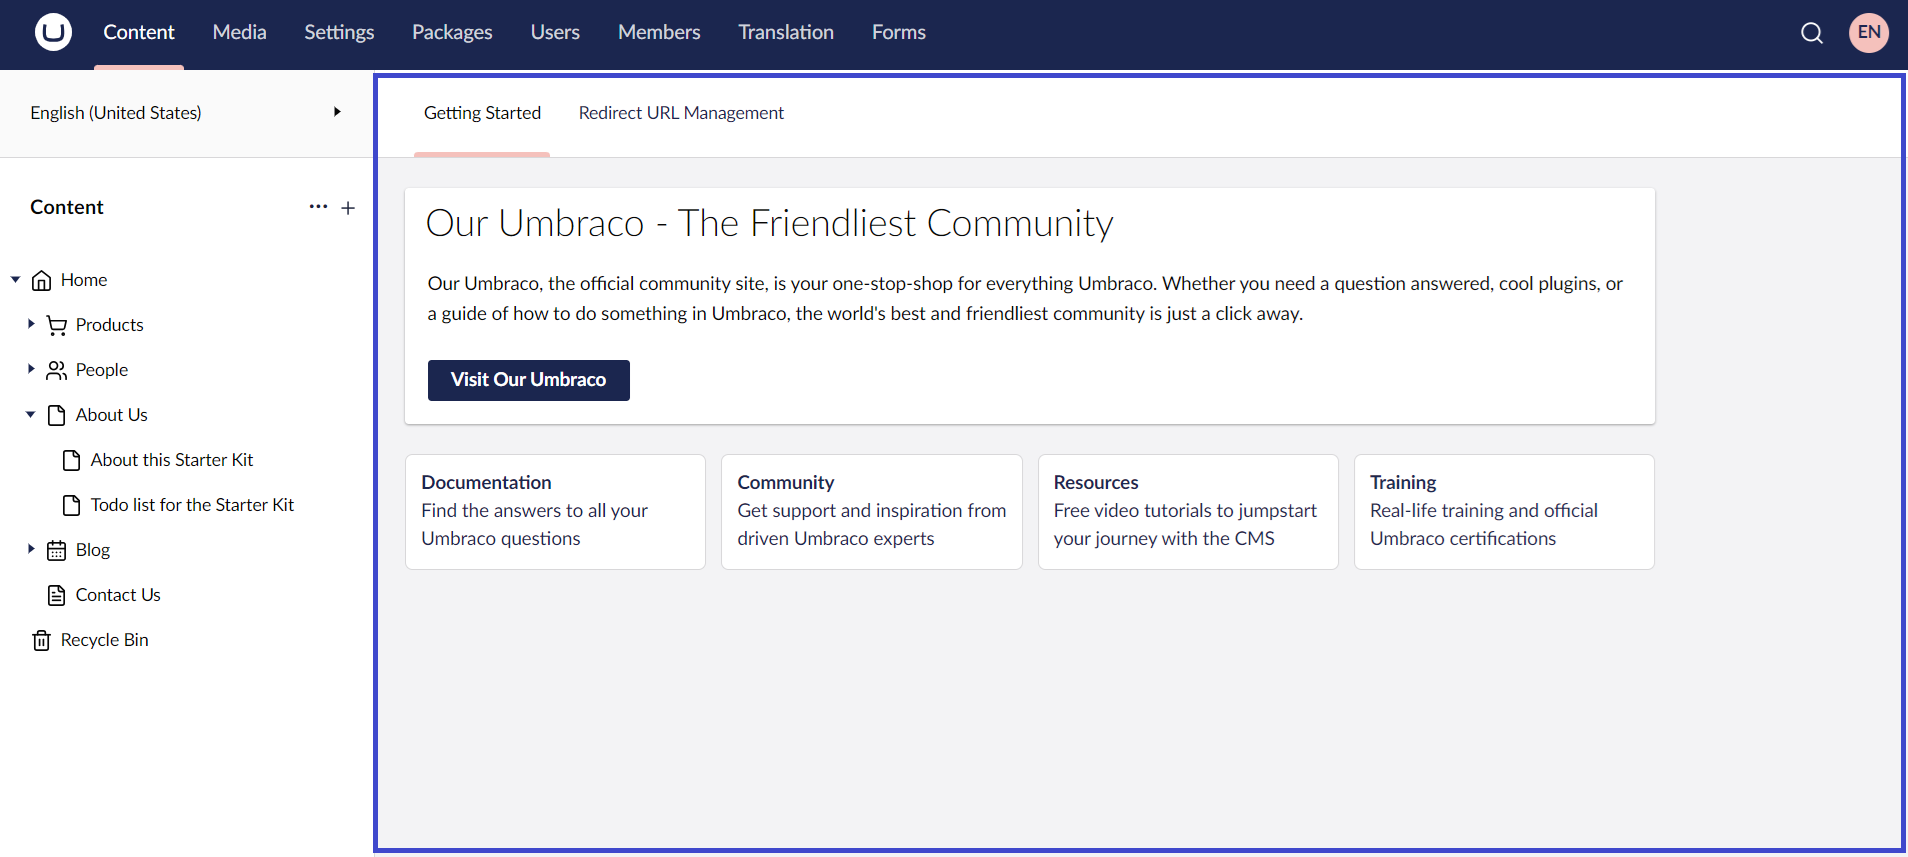 Content Media Settings Packages Users Members Translation Forms EN
English (United States)
Getting Started Redirect URL Management
Content
Home
Products
People
About Us
About this Starter Kit
Todo list for the Starter Kit
Blog
Contact Us
Recycle Bin
Our Umbraco - The Friendliest Community
Our Umbraco, the official community site, is your one-stop-shop for everything Umbraco. Whether you need a question answered, cool plugins, or
a guide of how to do something in Umbraco, the world's best and friendliest community is just a click away.
Visit Our Umbraco
Documentation
Find the answers to all your
Umbraco questions
Community
Get support and inspiration from
driven Umbraco experts
Resources
Free video tutorials to jumpstart
your journey with the CMS
Training
Real-life training and official
Umbraco certifications